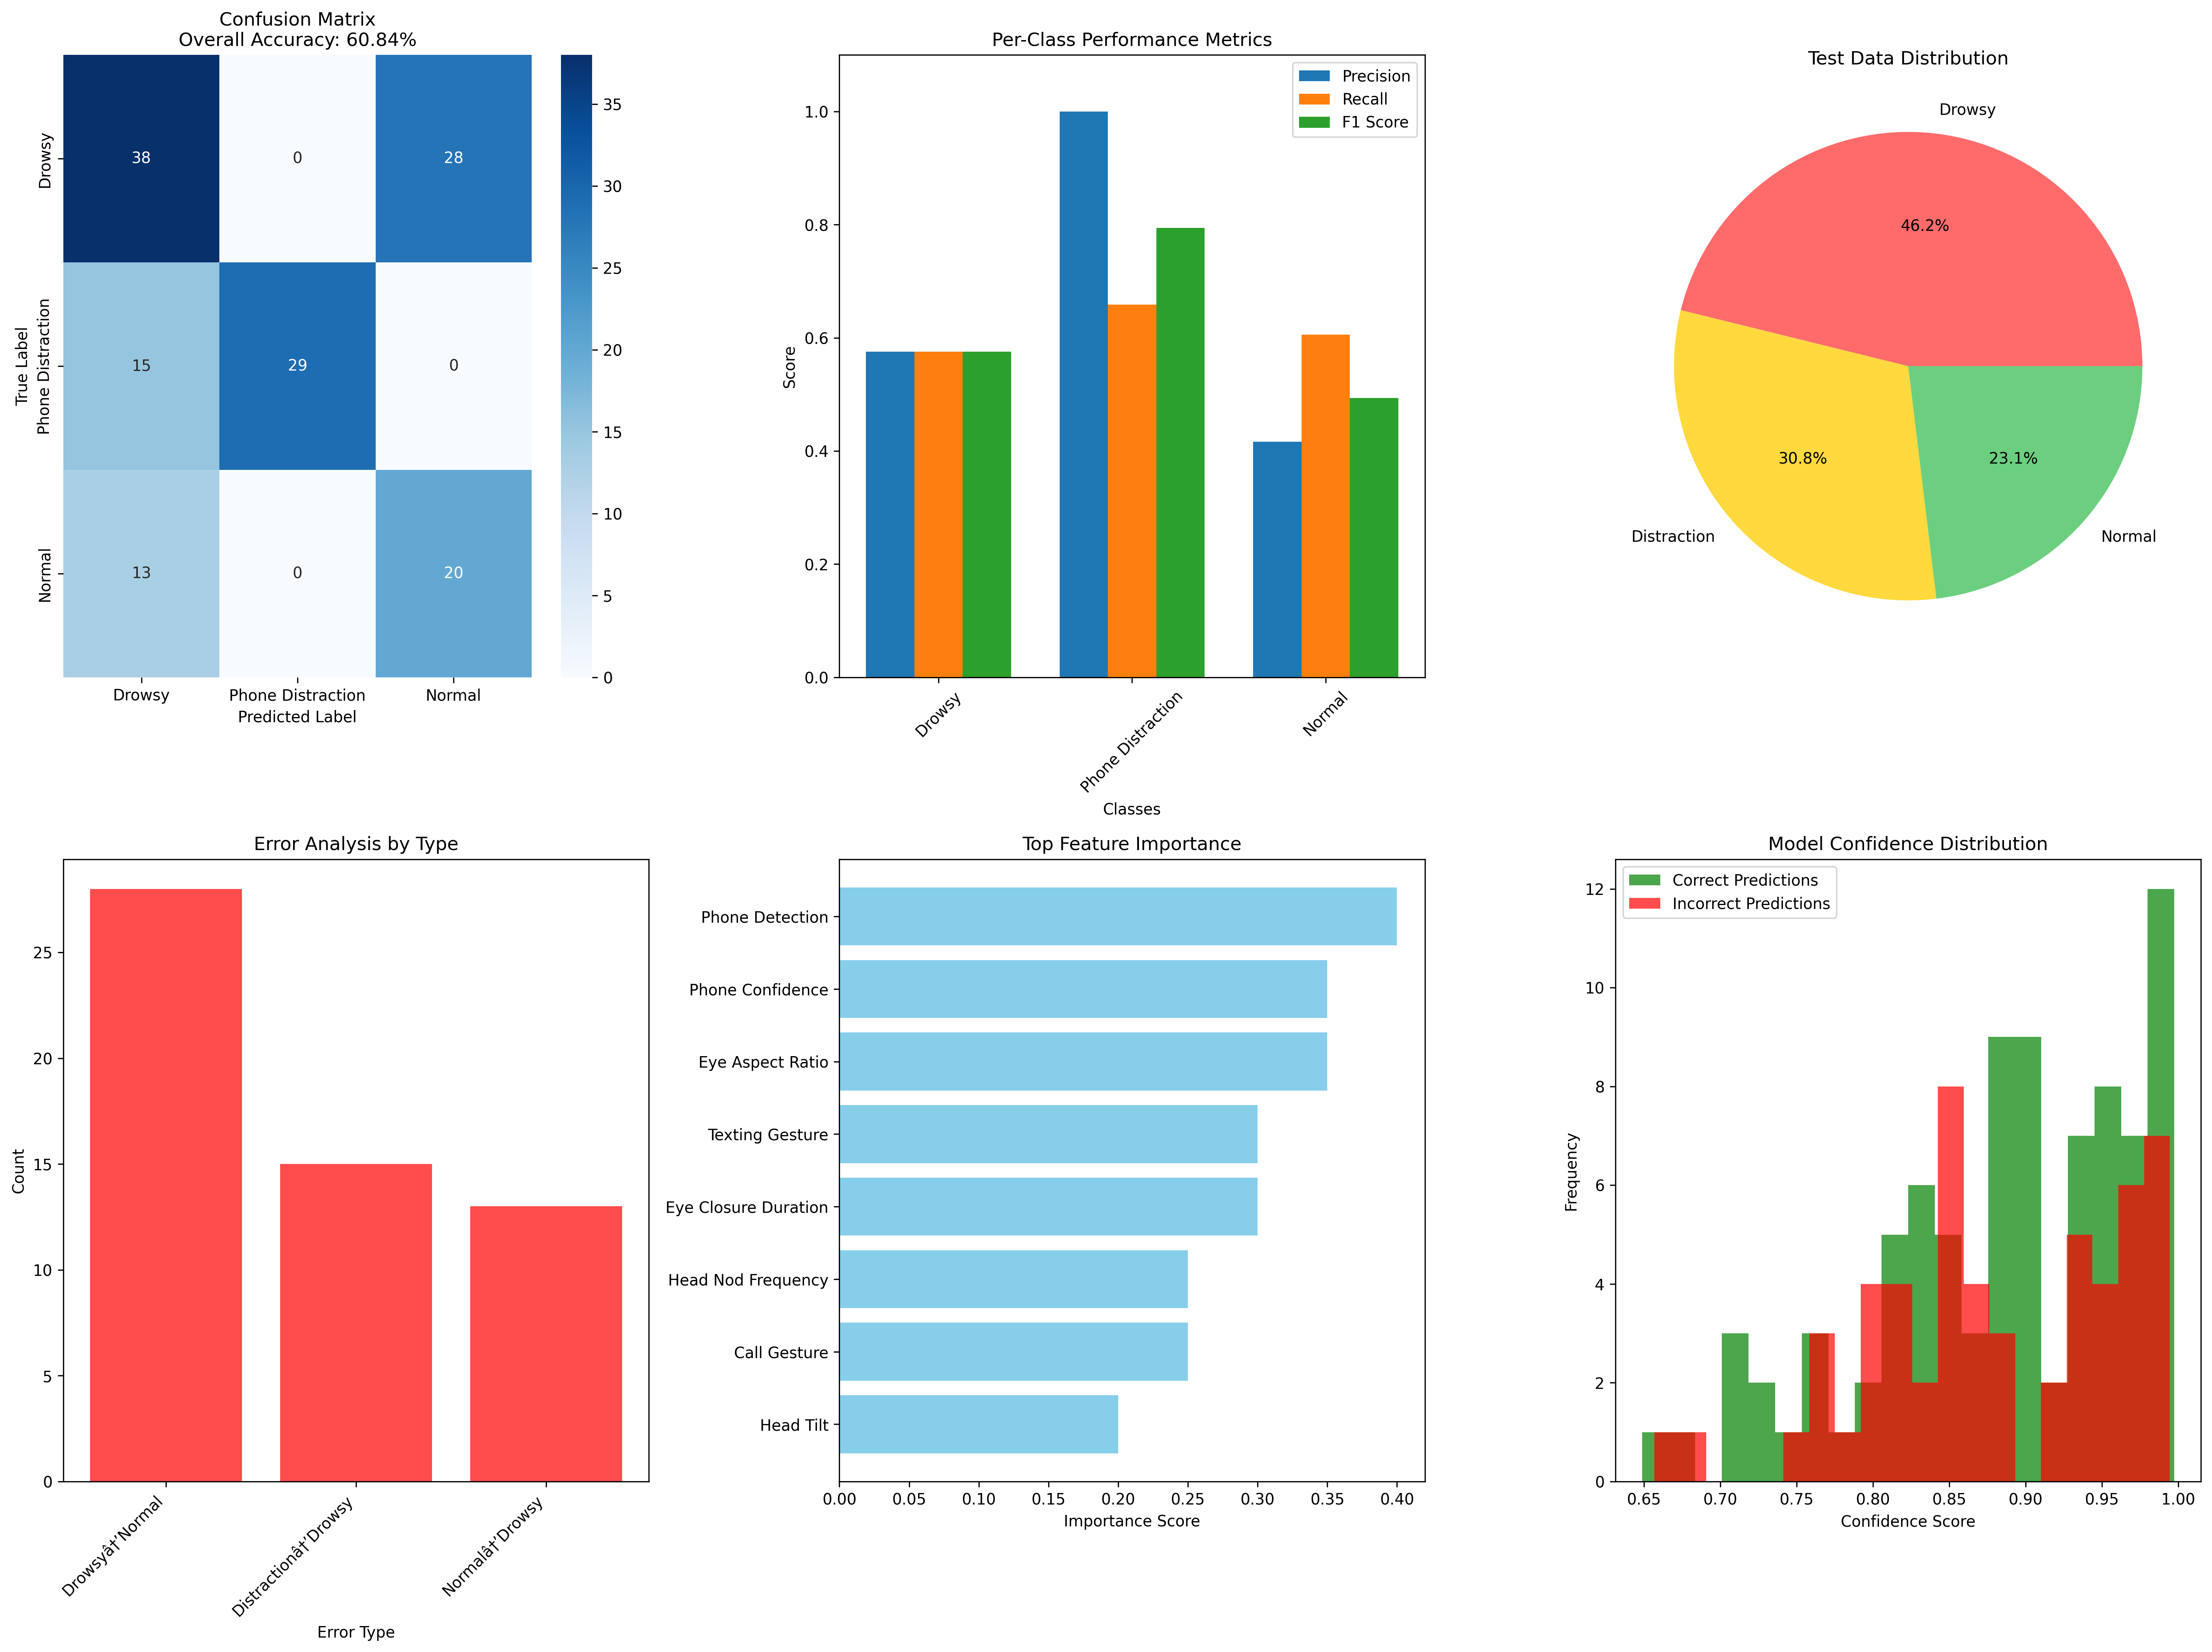 Confusion Matrix
Overall Accuracy: 60.84%
True Label
Drowsy
Phone Distraction
Normal
38
0
28
15
29
0
13
0
20
Drowsy
Phone Distraction
Normal
Predicted Label
35
30
25
20
15
10
5
0
Per-Class Performance Metrics
Precision
Recall
F1 Score
Score
1.0
0.8
0.6
0.4
0.2
0.0
Drowsy
Phone Distraction
Normal
Classes
Test Data Distribution
Drowsy
46.2%
30.8%
23.1%
Distraction
Normal
Error Analysis by Type
Count
25
20
15
10
5
0
Drowsyâ†’Normal
Distractionâ†’Drowsy
Normalâ†’Drowsy
Error Type
Top Feature Importance
Phone Detection
Phone Confidence
Eye Aspect Ratio
Texting Gesture
Eye Closure Duration
Head Nod Frequency
Call Gesture
Head Tilt
0.00 0.05 0.10 0.15 0.20 0.25 0.30 0.35 0.40
Importance Score
Model Confidence Distribution
Correct Predictions
Incorrect Predictions
Frequency
12
10
8
6
4
2
0
0.65 0.70 0.75 0.80 0.85 0.90 0.95 1.00
Confidence Score